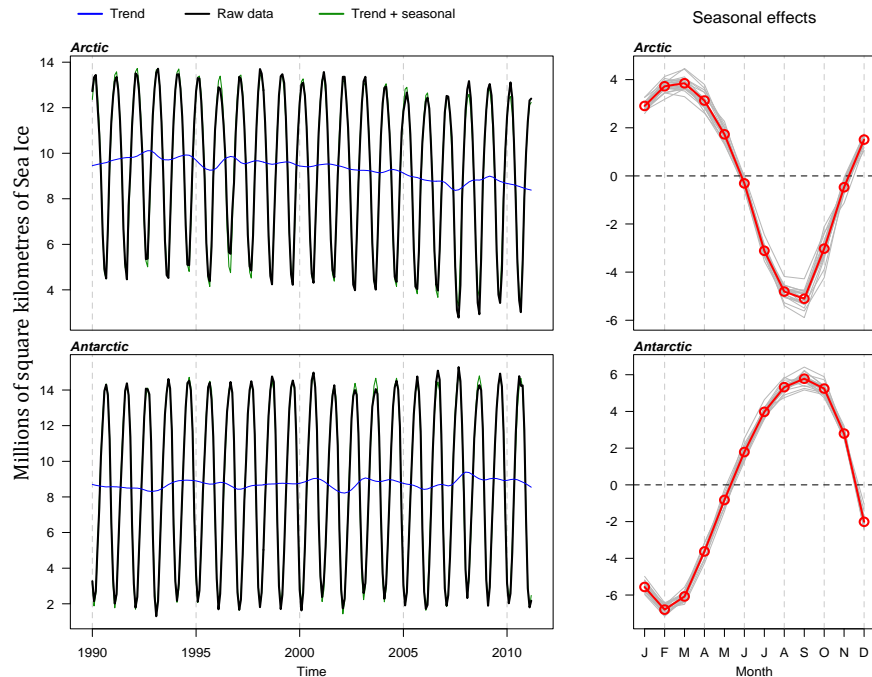 Trend Raw data Trend + seasonal
Seasonal effects
Millions of square kilometres of Sea Ice
Arctic
14
12
10
8
6
4
Antarctic
14
12
10
8
6
4
2
1990 1995 2000 2005 2010
Time
Arctic
4
2
0
-2
-4
-6
Antarctic
6
4
2
0
-2
-4
-6
J F M A M J J A S O N D
Month